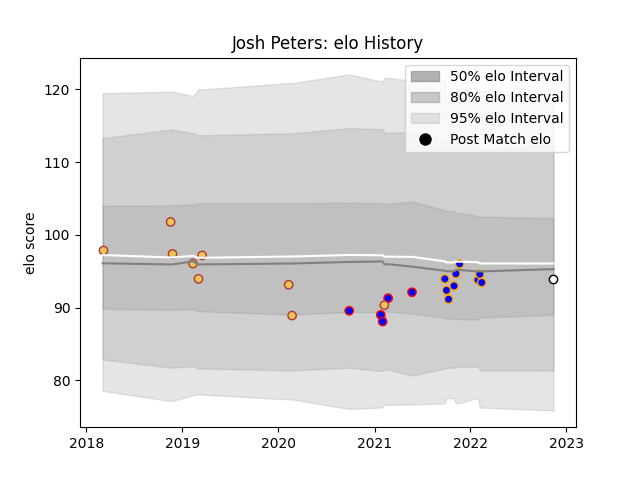 Josh Peters: elo History
50% elo Interval
80% elo Interval
95% elo Interval
Post Match elo
elo score
120
110
100
90
80
2018 2019 2020 2021 2022 2023